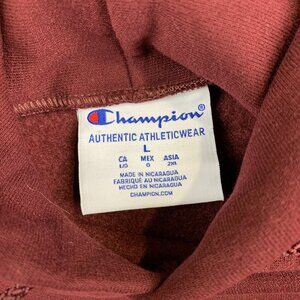 Champion®
AUTHENTIC ATHLETICWEAR
L
CA MEX ASIA
L/G G 2XL
MADE IN NICARAGUA
FABRIQUÉ AU NICARAGUA
HECHO EN NICARAGUA
CHAMPION.COM